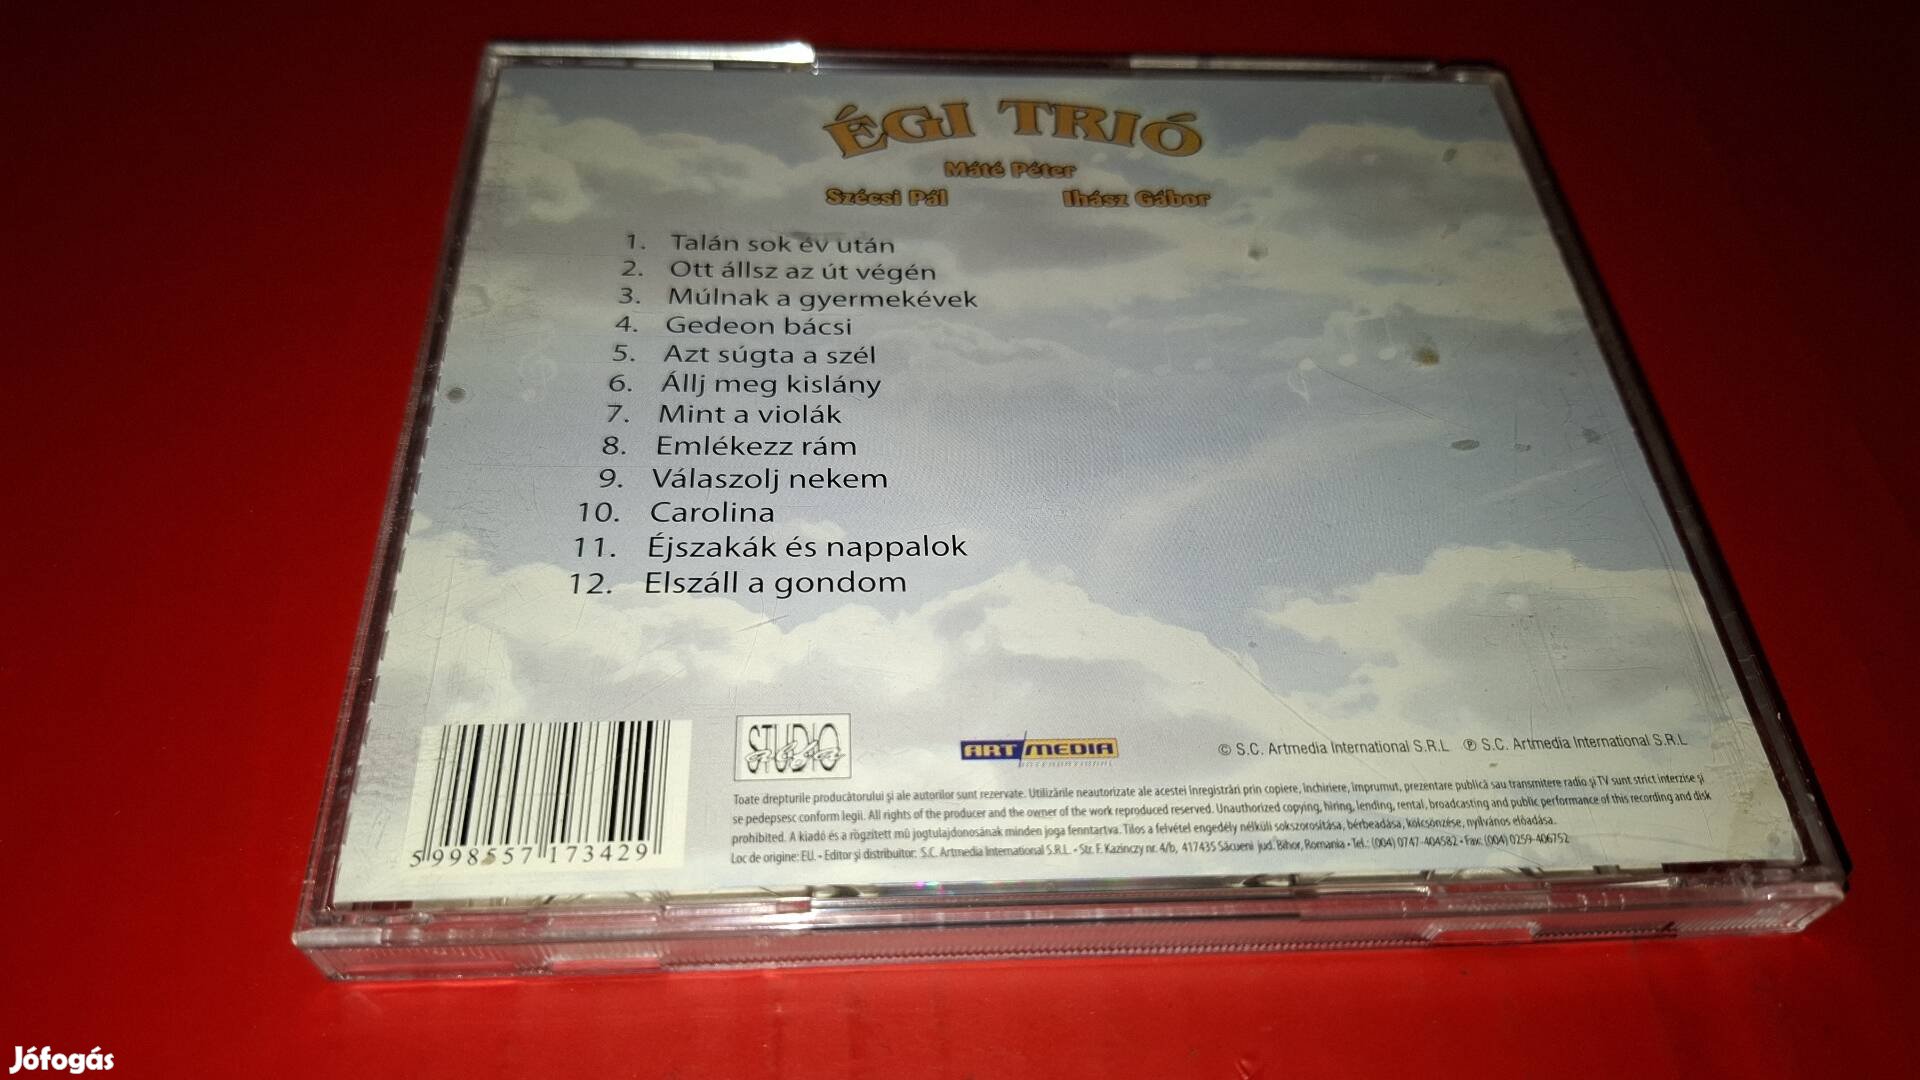 ÉGI TRIÓ
Máté Péter
Szécsi Pál Ihász Gábor
1. Talán sok év után
2. Ott állsz az út végén
3. Múlnak a gyermekévek
4. Gedeon bácsi
5. Azt súgta a szél
6. Állj meg kislány
7. Mint a violák
8. Emlékezz rám
9. Válaszolj nekem
10. Carolina
11. Éjszakák és nappalok
12. Elszáll a gondom
STUDIO
ART MEDIA
INTERNATIONAL
© S.C. Artmedia International S.R.L ℗ S.C. Artmedia International S.R.L
Toate drepturile producătorului și ale autorilor sunt rezervate. Utilizările neautorizate ale acestei înregistrări prin copiere, închiriere, împrumut, prezentare publică sau transmitere radio și TV sunt strict interzise și
se pedepsesc conform legii. All rights of the producer and the owner of the work reproduced reserved. Unauthorized copying, hiring, lending, rental, broadcasting and public performance of this recording and disk
prohibited. A kiadó és a rögzített mű jogtulajdonosának minden joga fenntartva. Tilos a felvétel engedély nélküli sokszorosítása, bérbeadása, kölcsönzése, nyilvános előadása.
Loc de origine: EU. • Editor și distribuitor: S.C. Artmedia International S.R.L. • Str. F. Kazinczy nr. 4/b, 417435 Săcueni jud. Bihor, Romania • Tel.: (004) 0747-404582 • Fax: (004) 0259-406752
5 998557 173429
Jófogás